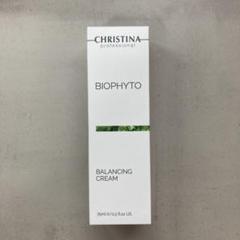 CHRISTINA
professional
BIOPHYTO
BALANCING
CREAM